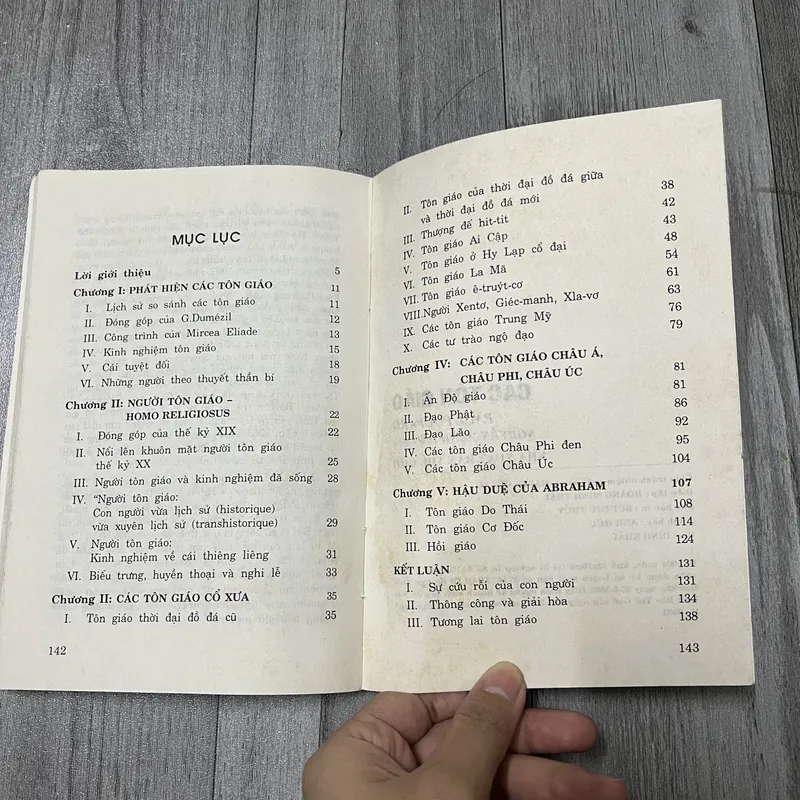 MỤC LỤC
Lời giới thiệu 5
Chương I: PHÁT HIỆN CÁC TÔN GIÁO 11
I. Lịch sử so sánh các tôn giáo 11
II. Đóng góp của G.Dumézil 12
III. Công trình của Mircea Eliade 13
IV. Kinh nghiệm tôn giáo 15
V. Cái tuyệt đối 18
VI. Những người theo thuyết thần bí 19
Chương II: NGƯỜI TÔN GIÁO –
HOMO RELIGIOSUS 22
I. Đóng góp của thế kỷ XIX 22
II. Nổi lên khuôn mặt người tôn giáo
thế kỷ XX 25
III. Người tôn giáo và kinh nghiệm đã sống 28
IV. “Người tôn giáo:
Con người vừa lịch sử (historique)
vừa xuyên lịch sử (transhistorique) 29
V. Người tôn giáo;
Kinh nghiệm về cái thiêng liêng 31
VI. Biểu trưng, huyền thoại và nghi lễ 33
Chương II: CÁC TÔN GIÁO CỔ XƯA 35
I. Tôn giáo thời đại đồ đá cũ 35
142
II. Tôn giáo của thời đại đồ đá giữa 38
và thời đại đồ đá mới 42
III. Thượng đế hit-tit 43
IV. Tôn giáo Ai Cập 48
V. Tôn giáo ở Hy Lạp cổ đại 54
VI. Tôn giáo La Mã 61
VII. Tôn giáo ê-truýt-cơ 63
VIII.Người Xentơ, Giéc-manh, Xla-vơ 76
IX. Các tôn giáo Trung Mỹ 79
X. Các tư trào ngộ đạo
Chương IV: CÁC TÔN GIÁO CHÂU Á, 81
CHÂU PHI, CHÂU ÚC 81
I. Ấn Độ giáo 86
II. Đạo Phật 92
III. Đạo Lão 95
IV. Các tôn giáo Châu Phi đen 104
V. Các tôn giáo Châu Úc
Chương V: HẬU DUỆ CỦA ABRAHAM 107
I. Tôn giáo Do Thái 108
II. Tôn giáo Cơ Đốc 114
III. Hồi giáo 124
KẾT LUẬN 131
I. Sự cứu rỗi của con người 131
II. Thông công và giải hòa 134
III. Tương lai tôn giáo 138
143